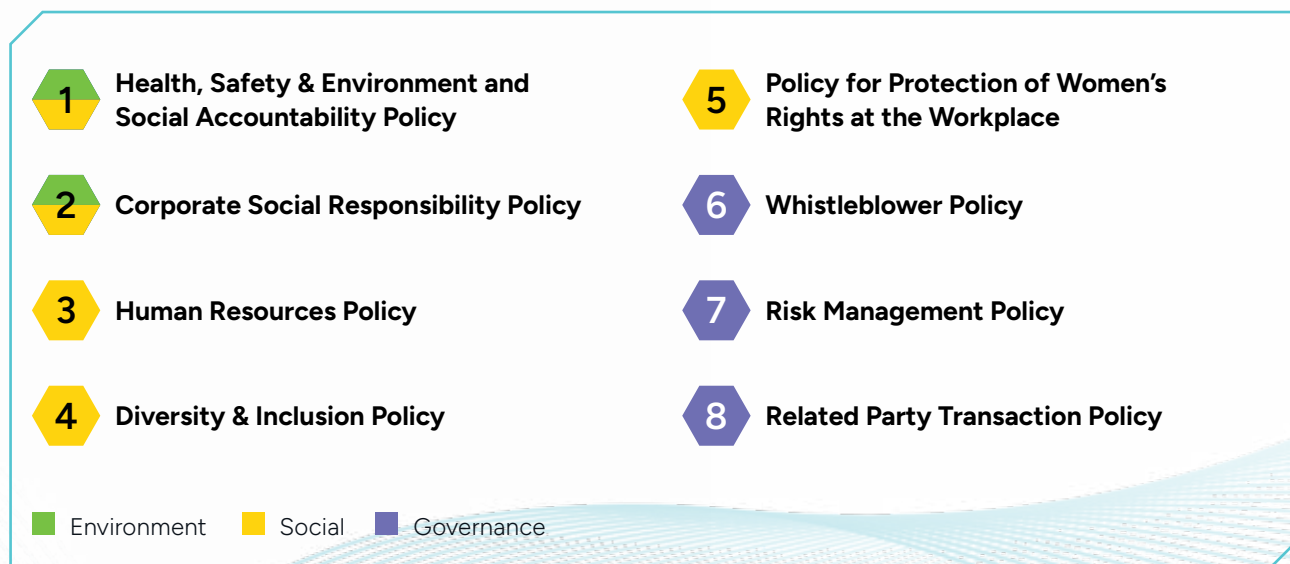 1
Health, Safety & Environment and
Social Accountability Policy
2
Corporate Social Responsibility Policy
3
Human Resources Policy
4
Diversity & Inclusion Policy
5
Policy for Protection of Women’s
Rights at the Workplace
6
Whistleblower Policy
7
Risk Management Policy
8
Related Party Transaction Policy
Environment
Social
Governance